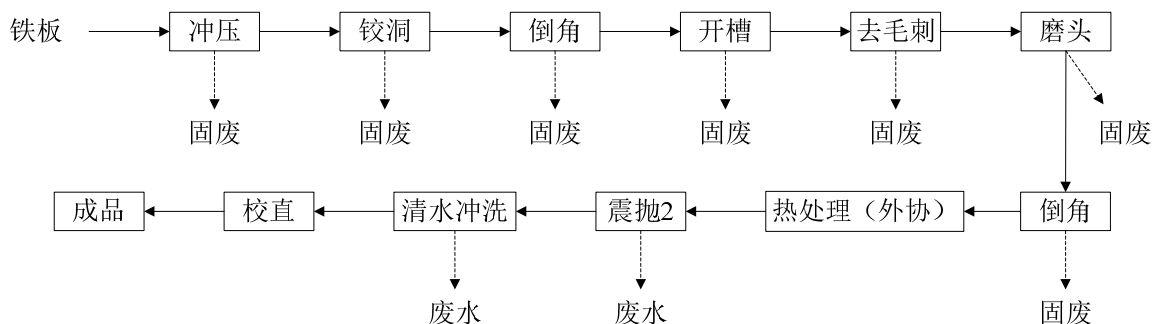 铁板 冲压 铰洞 倒角 开槽 去毛刺 磨头
固废 固废 固废 固废 固废 固废
成品 校直 清水冲洗 震抛2 热处理（外协） 倒角
废水 废水 固废